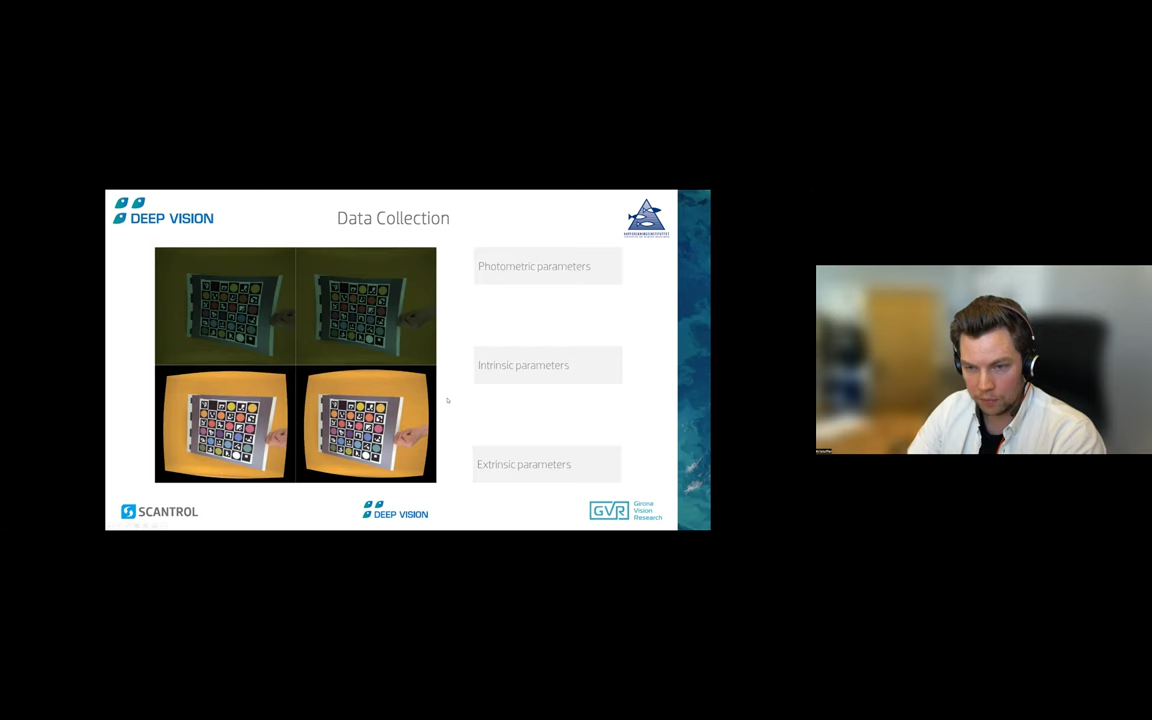 DEEP VISION
Data Collection
Photometric parameters
Intrinsic parameters
Extrinsic parameters
SCANTROL
DEEP VISION
GVR
Girona
Vision
Research